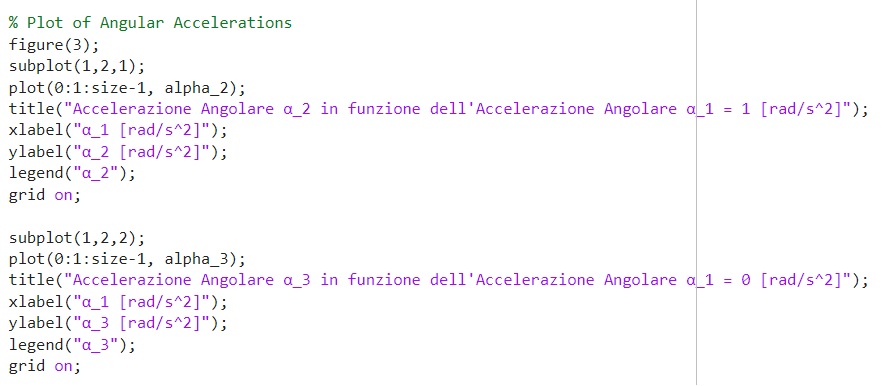 % Plot of Angular Accelerations
figure(3);
subplot(1,2,1);
plot(0:1:size-1, alpha_2);
title("Accelerazione Angolare α_2 in funzione dell'Accelerazione Angolare α_1 = 1 [rad/s^2]");
xlabel("α_1 [rad/s^2]");
ylabel("α_2 [rad/s^2]");
legend("α_2");
grid on;

subplot(1,2,2);
plot(0:1:size-1, alpha_3);
title("Accelerazione Angolare α_3 in funzione dell'Accelerazione Angolare α_1 = 0 [rad/s^2]");
xlabel("α_1 [rad/s^2]");
ylabel("α_3 [rad/s^2]");
legend("α_3");
grid on;